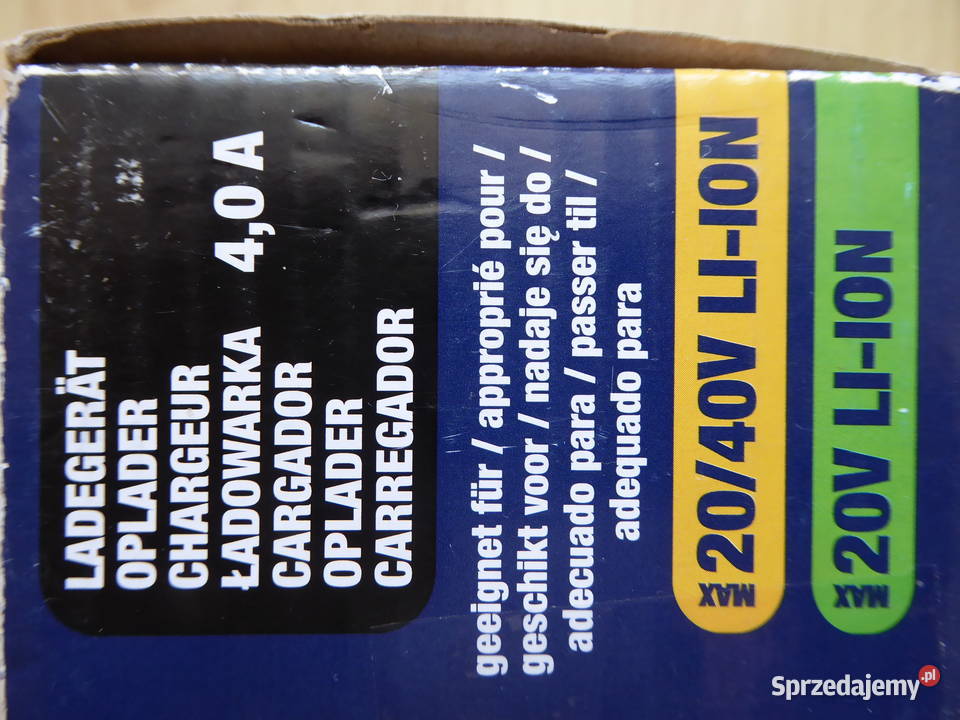 LADEGERÄT
OPLADER
CHARGEUR
ŁADOWARKA 4,0 A
CARGADOR
OPLADER
CARREGADOR
geeignet für / approprié pour /
geschikt voor / nadaje się do /
adecuado para / passer til /
adequado para
MAX 20/40V LI-ION
MAX 20V LI-ION
Sprzedajemy.pl